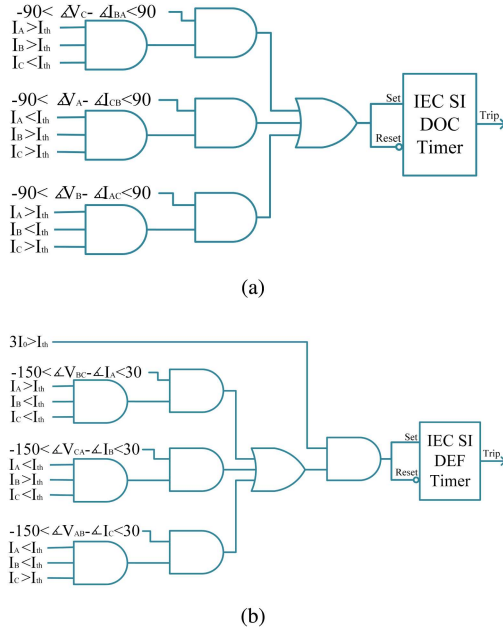 -90< ∡V_C- ∡I_BA<90
I_A>I_th
I_B>I_th
I_C<I_th
-90< ∡V_A- ∡I_CB<90
I_A<I_th
I_B>I_th
I_C>I_th
-90< ∡V_B- ∡I_AC<90
I_A>I_th
I_B<I_th
I_C>I_th
Set
Reset
IEC SI
DOC
Timer
Trip
(a)
3I_0>I_th
-150<∡V_BC-∡I_A<30
I_A>I_th
I_B<I_th
I_C<I_th
-150<∡V_CA-∡I_B<30
I_A<I_th
I_B>I_th
I_C<I_th
-150<∡V_AB-∡I_C<30
I_A<I_th
I_B<I_th
I_C>I_th
Set
Reset
IEC SI
DEF
Timer
Trip
(b)